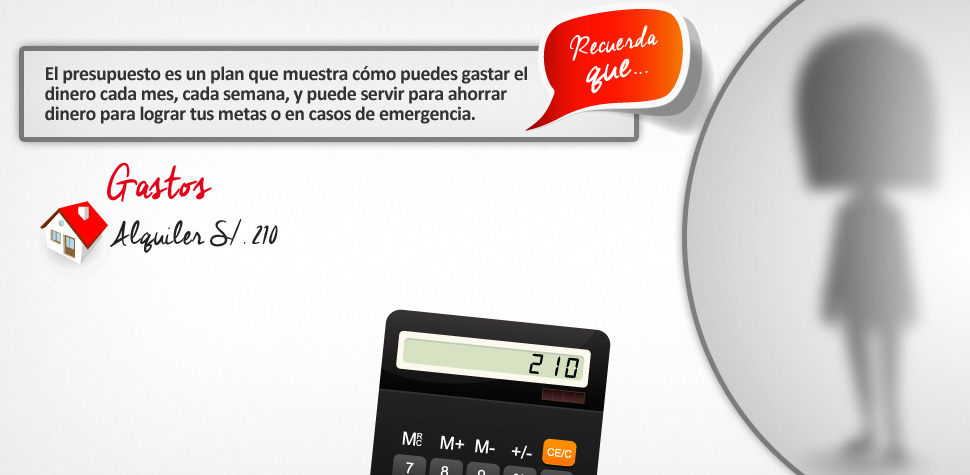 Recuerda
que...
El presupuesto es un plan que muestra cómo puedes gastar el
dinero cada mes, cada semana, y puede servir para ahorrar
dinero para lograr tus metas o en casos de emergencia.
Gastos
Alquiler S/. 210
210
MRC M+ M- +/- CE/C
7 8 9